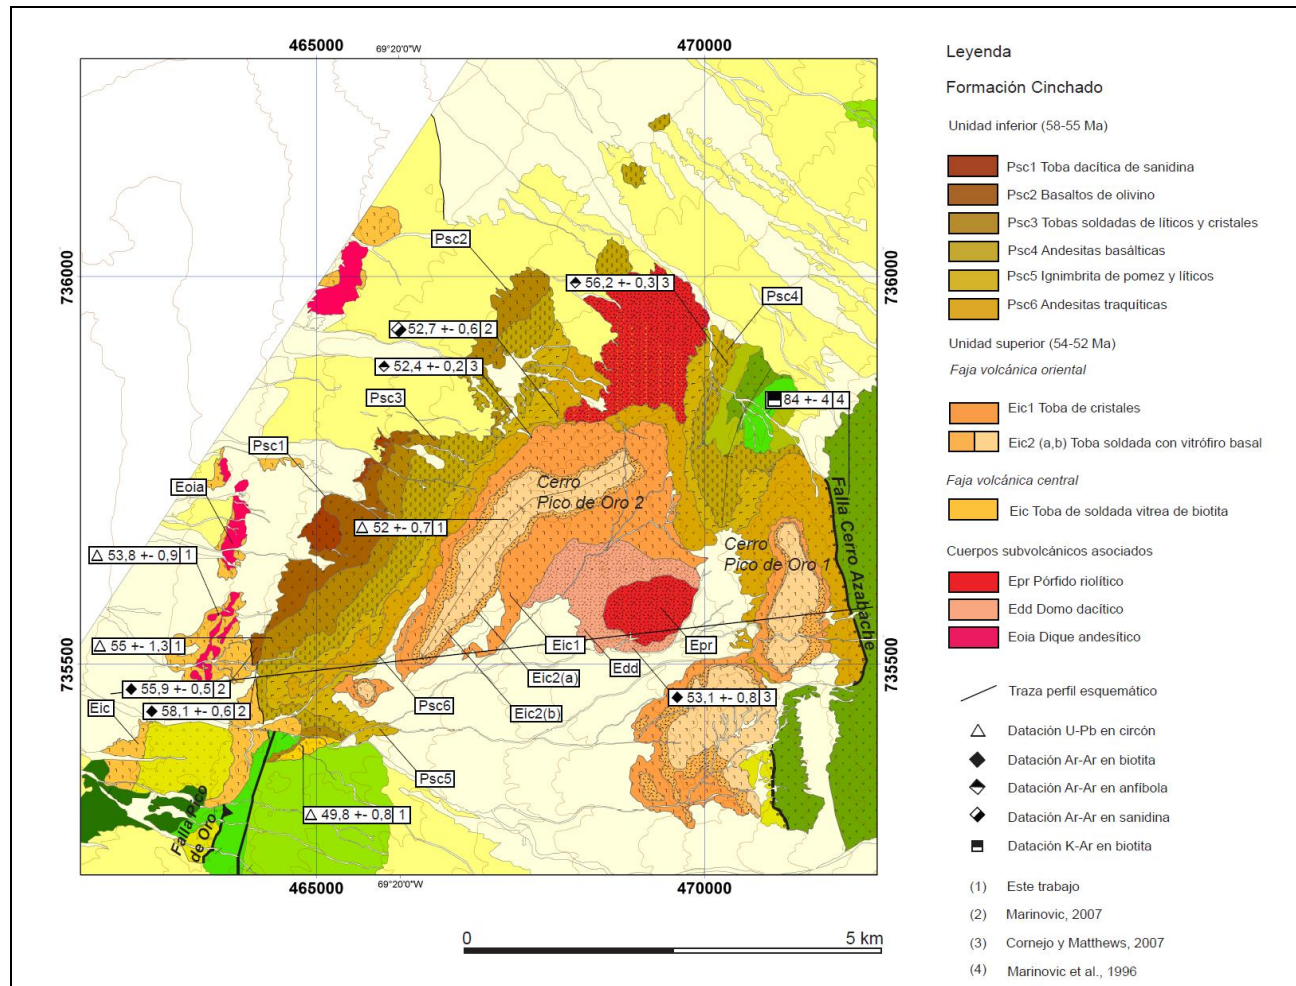 465000
69°20'0"W
470000
736000
736000
735500
735500
Psc2
56,2 +- 0,3 3
Psc4
52,7 +- 0,6 2
52,4 +- 0,2 3
Psc3
84 +- 4 4
Psc1
Eoia
Cerro
Pico de Oro 2
52 +- 0,7 1
Falla Cerro Azabache
Cerro
Pico de Oro 1
53,8 +- 0,9 1
55 +- 1,3 1
Eic1
Epr
Edd
Eic2(a)
55,9 +- 0,5 2
Eic
58,1 +- 0,6 2
Psc6
Eic2(b)
53,1 +- 0,8 3
Psc5
Falla Pico
de Oro
49,8 +- 0,8 1
465000
69°20'0"W
470000
0
5 km
Leyenda
Formación Cinchado
Unidad inferior (58-55 Ma)
Psc1 Toba dacítica de sanidina
Psc2 Basaltos de olivino
Psc3 Tobas soldadas de líticos y cristales
Psc4 Andesitas basálticas
Psc5 Ignimbrita de pomez y líticos
Psc6 Andesitas traquíticas
Unidad superior (54-52 Ma)
Faja volcánica oriental
Eic1 Toba de cristales
Eic2 (a,b) Toba soldada con vitrófiro basal
Faja volcánica central
Eic Toba de soldada vitrea de biotita
Cuerpos subvolcánicos asociados
Epr Pórfido riolítico
Edd Domo dacítico
Eoia Dique andesítico
Traza perfil esquemático
Datación U-Pb en circón
Datación Ar-Ar en biotita
Datación Ar-Ar en anfíbola
Datación Ar-Ar en sanidina
Datación K-Ar en biotita
(1) Este trabajo
(2) Marinovic, 2007
(3) Cornejo y Matthews, 2007
(4) Marinovic et al., 1996